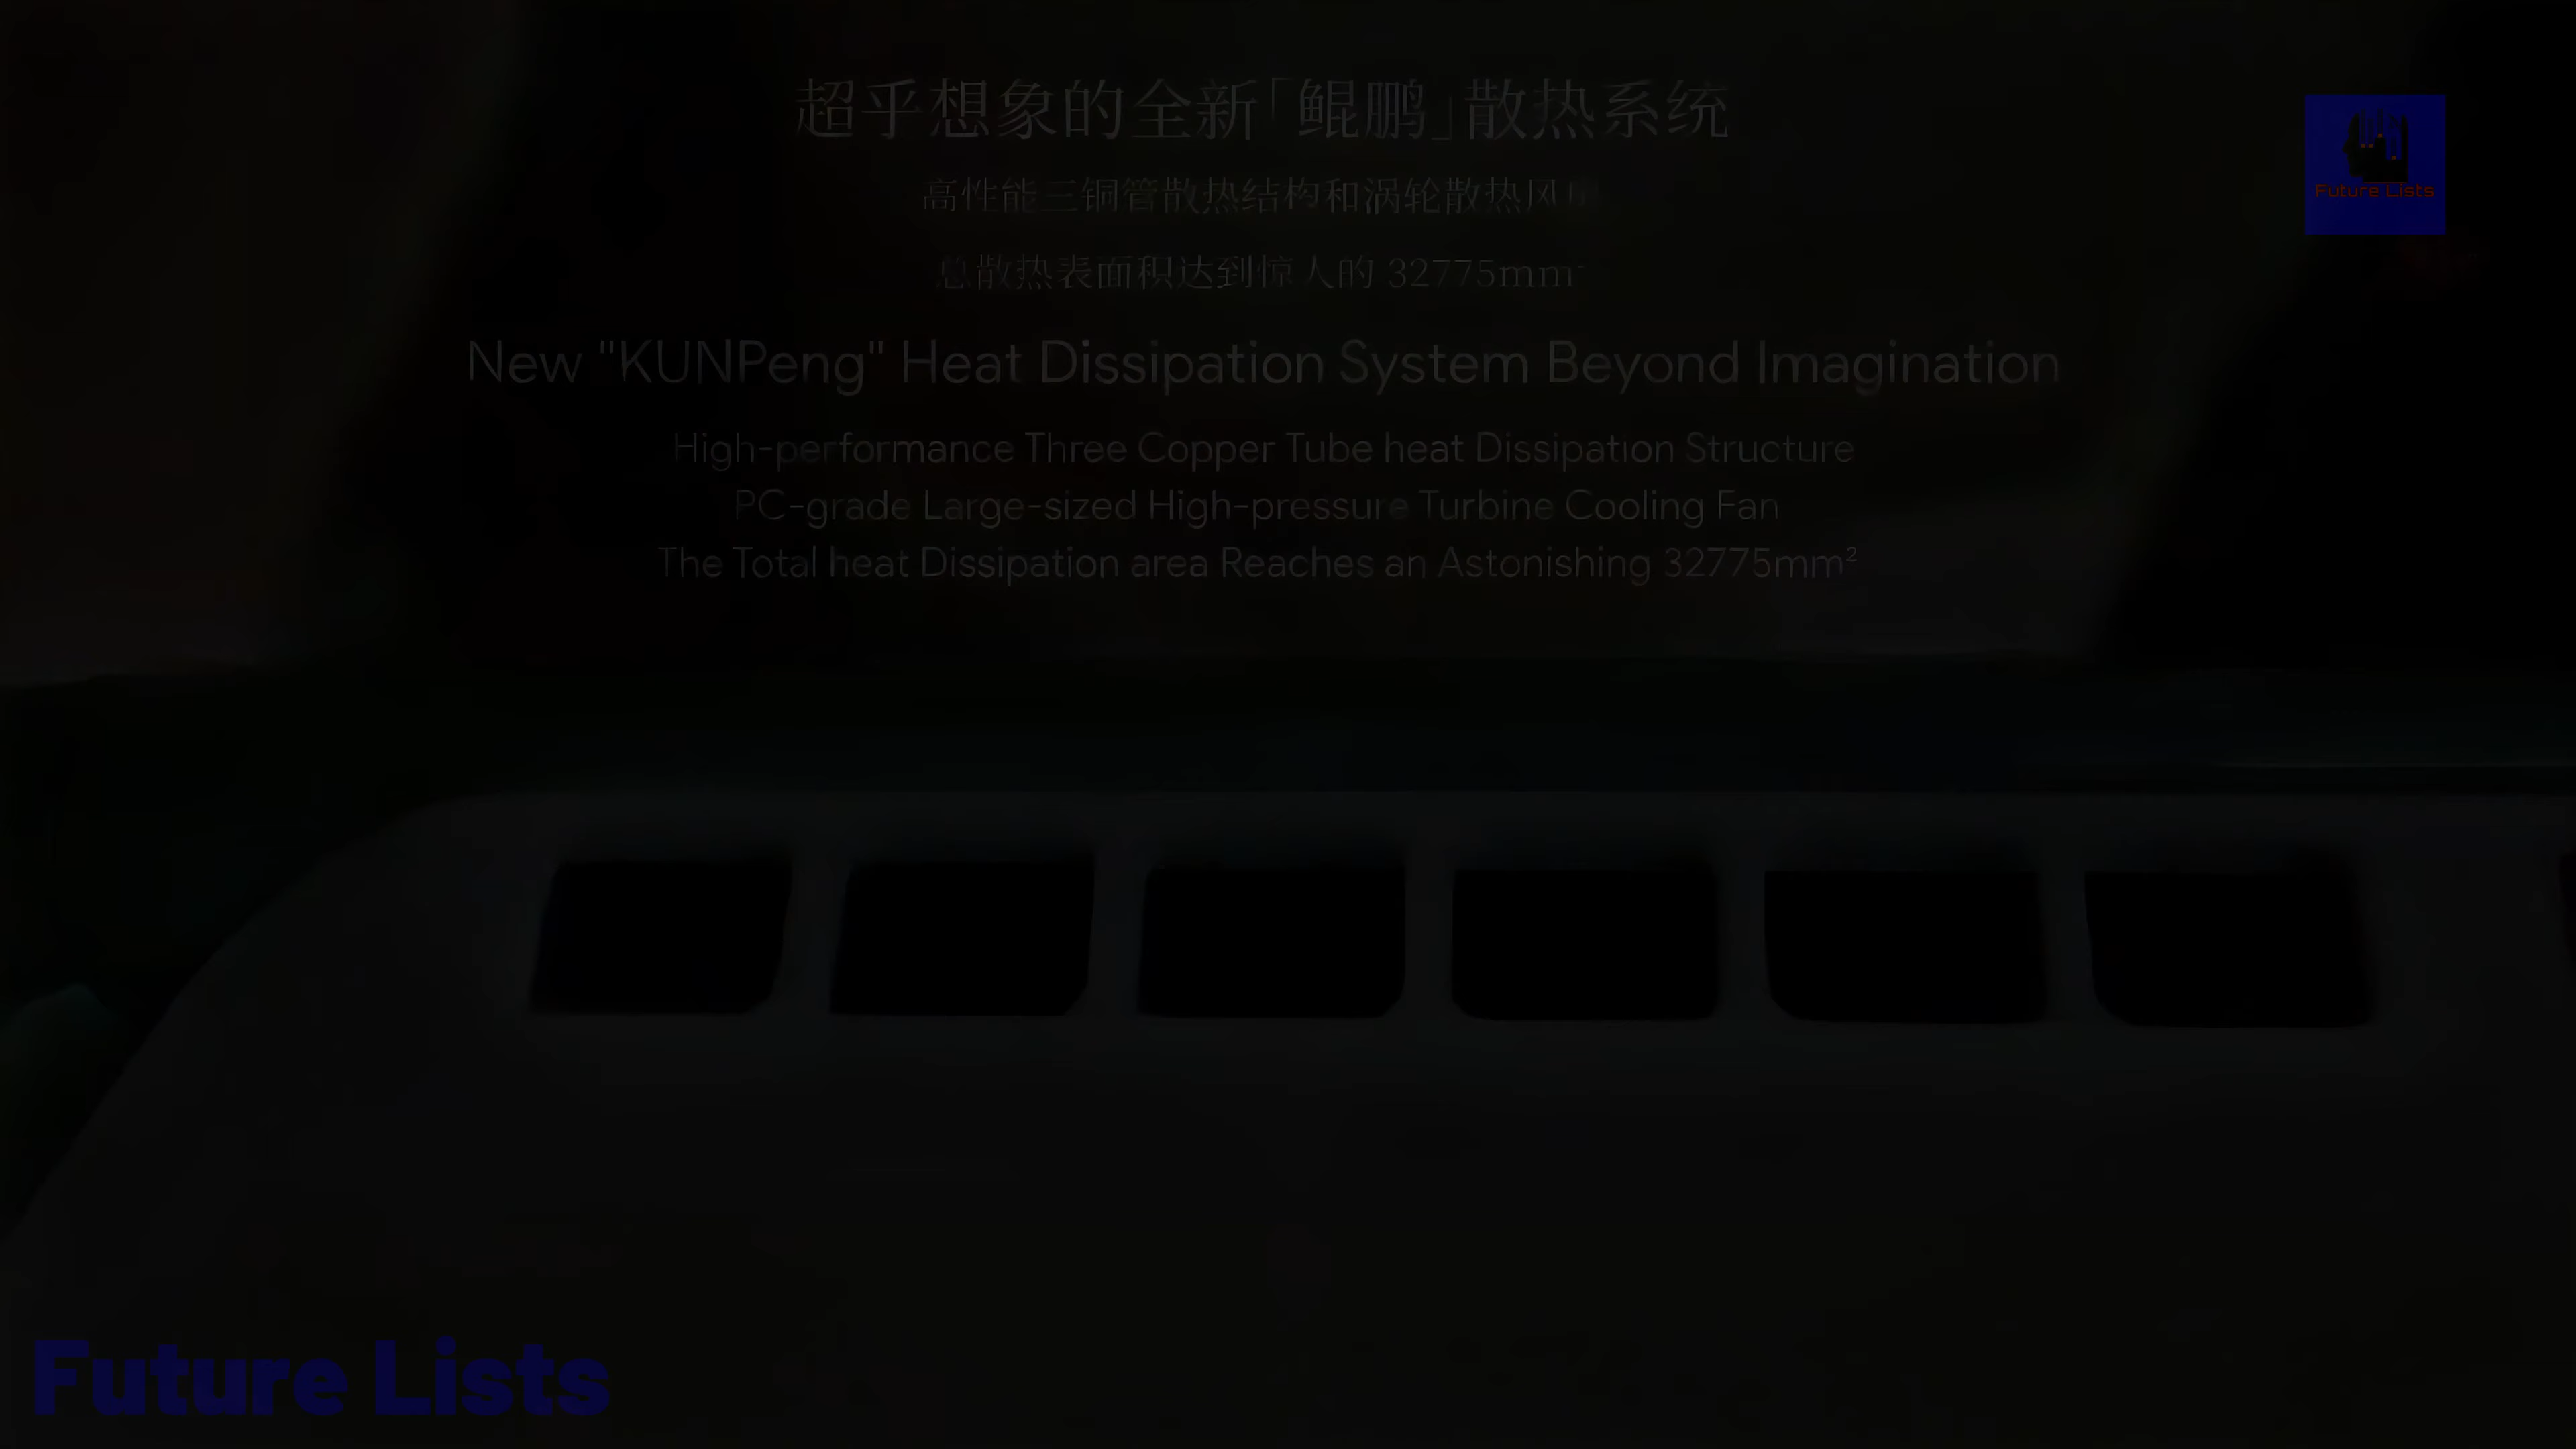 超乎想象的全新「鲲鹏」散热系统
高性能三铜管散热结构和涡轮散热风
总散热表面积达到惊人的 32775mm
New "KUNPeng" Heat Dissipation System Beyond Imagination
High-performance Three Copper Tube heat Dissipation Structure
PC-grade Large-sized High-pressure Turbine Cooling Fan
The Total heat Dissipation area Reaches an Astonishing 32775mm²
Future Lists
Future Lists